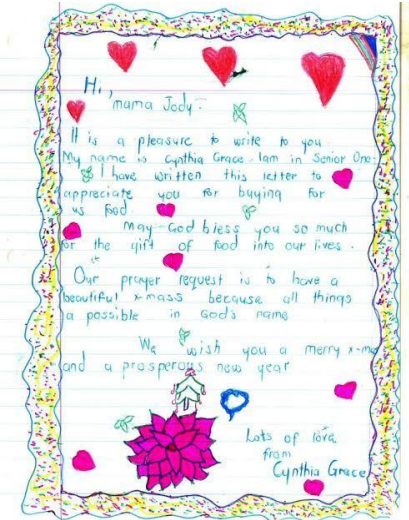 Hi,
mama Jody:-
It is a pleasure to write to you
My name is Cynthia Grace. Iam in Senior One.
I have written this letter to
appreciate you for buying for
us food.
May God bless you so much
for the gift of food into our lives.
Our prayer request is to have a
beautiful x-mass because all things
a possible in God's name
We wish you a merry x-ma
and a prosperous new year
Lots of love
from
Cynthia Grace